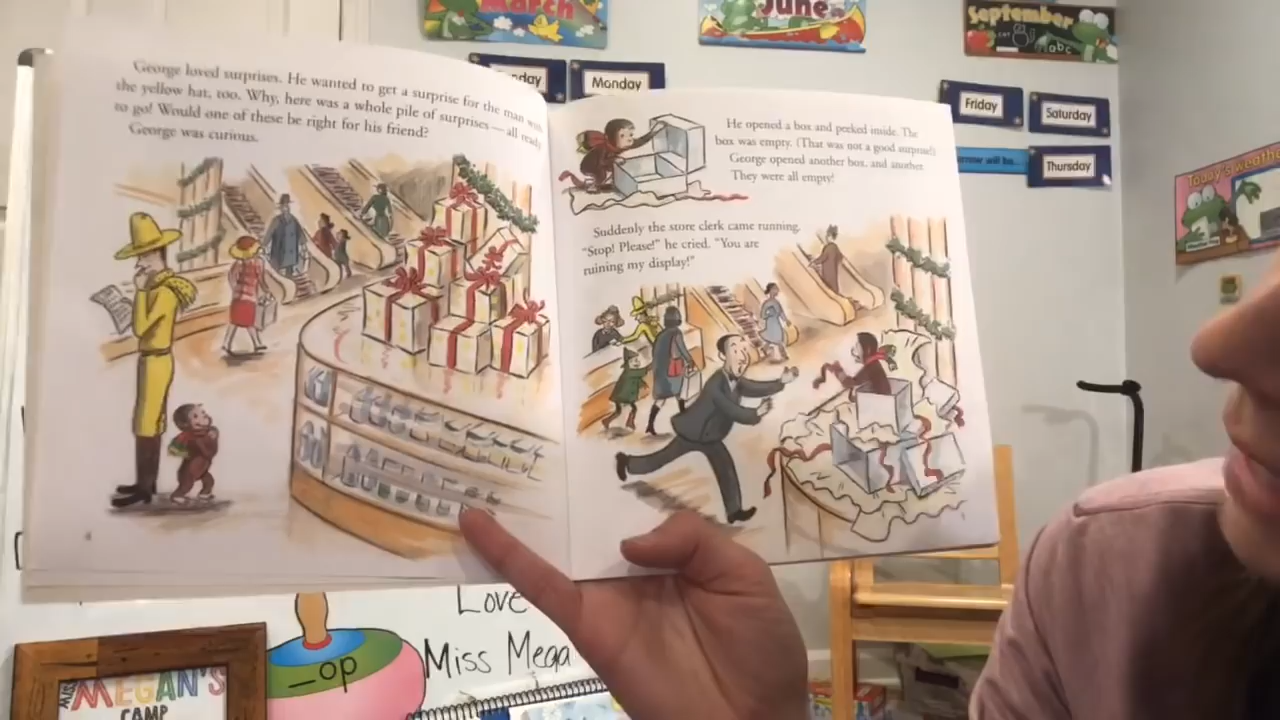 March
June
September
abc
day
Monday
Friday
Saturday
Thursday
Today's
George loved surprises. He wanted to get a surprise for the man with
the yellow hat, too. Why, here was a whole pile of surprises—all ready
to go! Would one of these be right for his friend?
George was curious.
He opened a box and peeked inside. The
box was empty. (That was not a good surprise!)
George opened another box, and another.
They were all empty!
Suddenly the store clerk came running.
"Stop! Please!" he cried. "You are
ruining my display!"
Love
Miss Mega
_op
MEGAN'S
CAMP